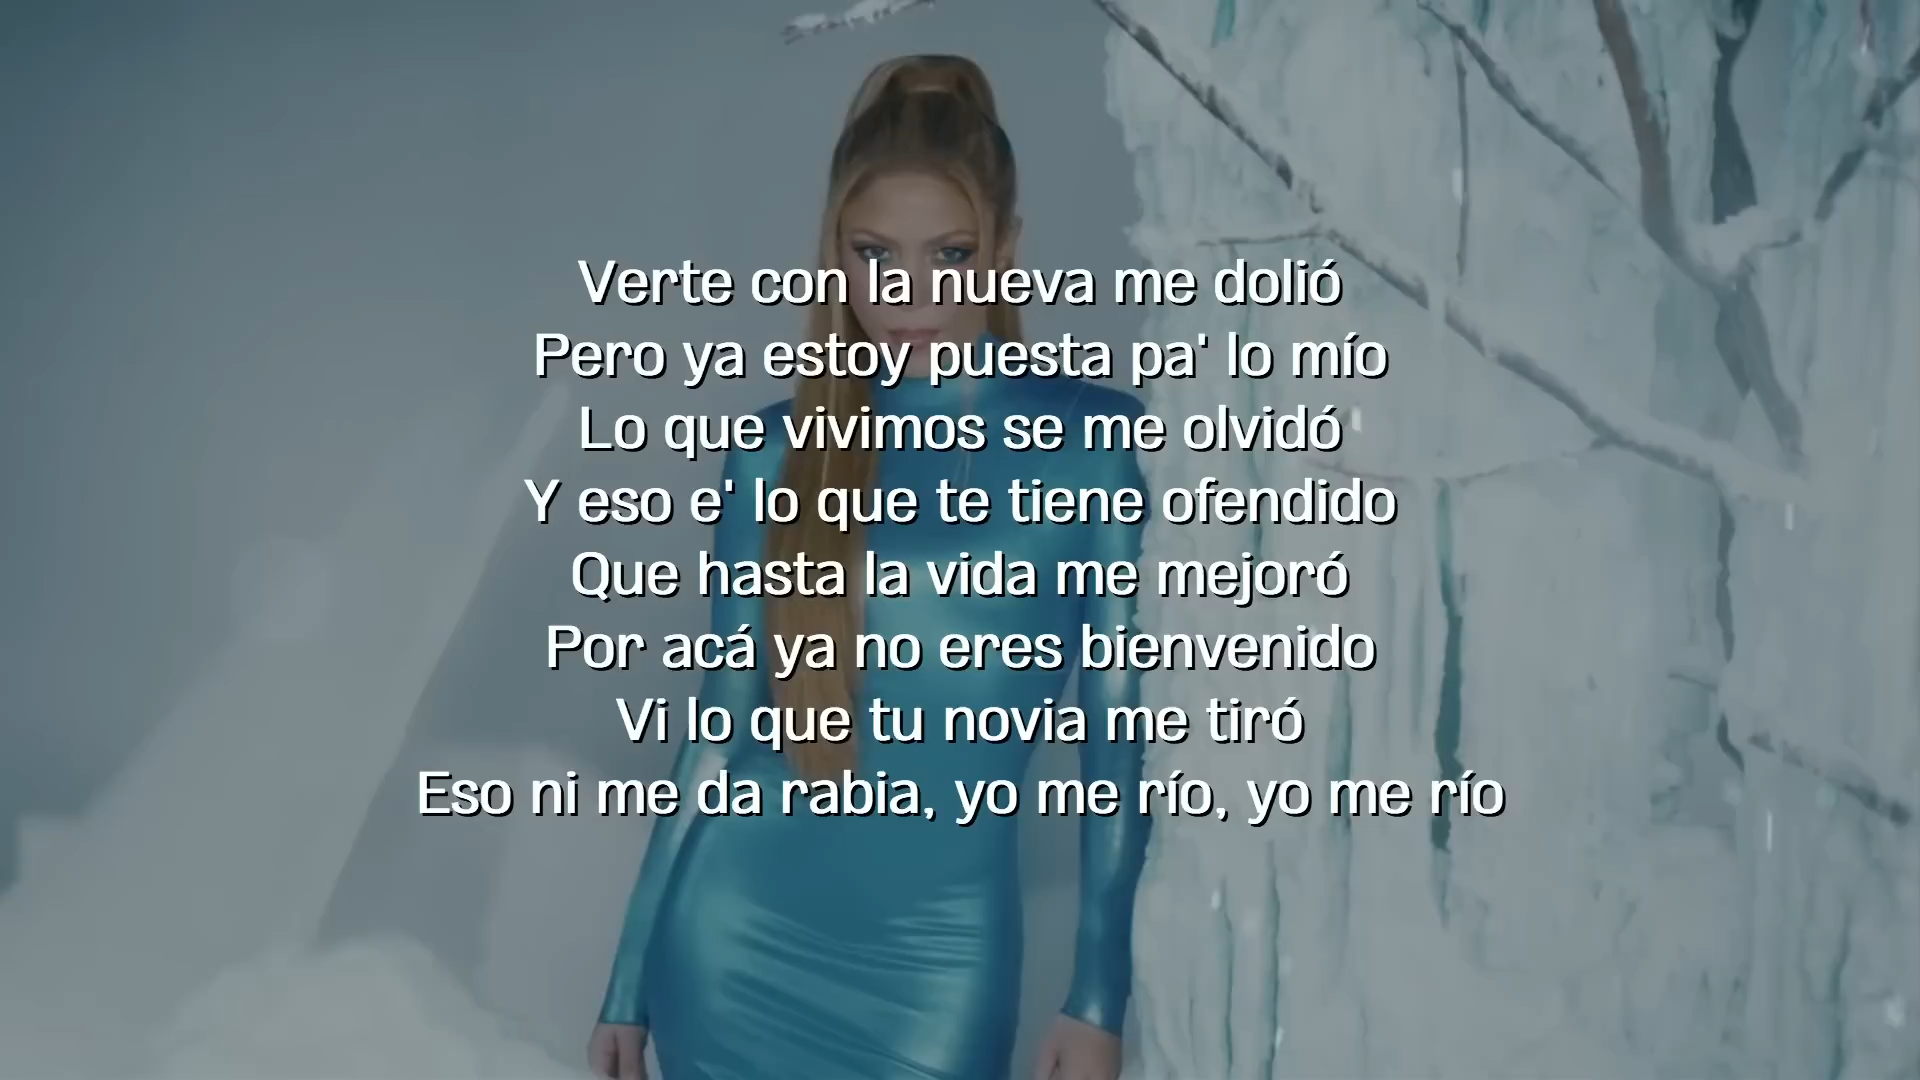 Verte con la nueva me dolió
Pero ya estoy puesta pa' lo mío
Lo que vivimos se me olvidó
Y eso e' lo que te tiene ofendido
Que hasta la vida me mejoró
Por acá ya no eres bienvenido
Vi lo que tu novia me tiró
Eso ni me da rabia, yo me río, yo me río